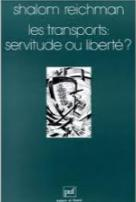 shalom reichman
les transports:
servitude ou liberté?
puf